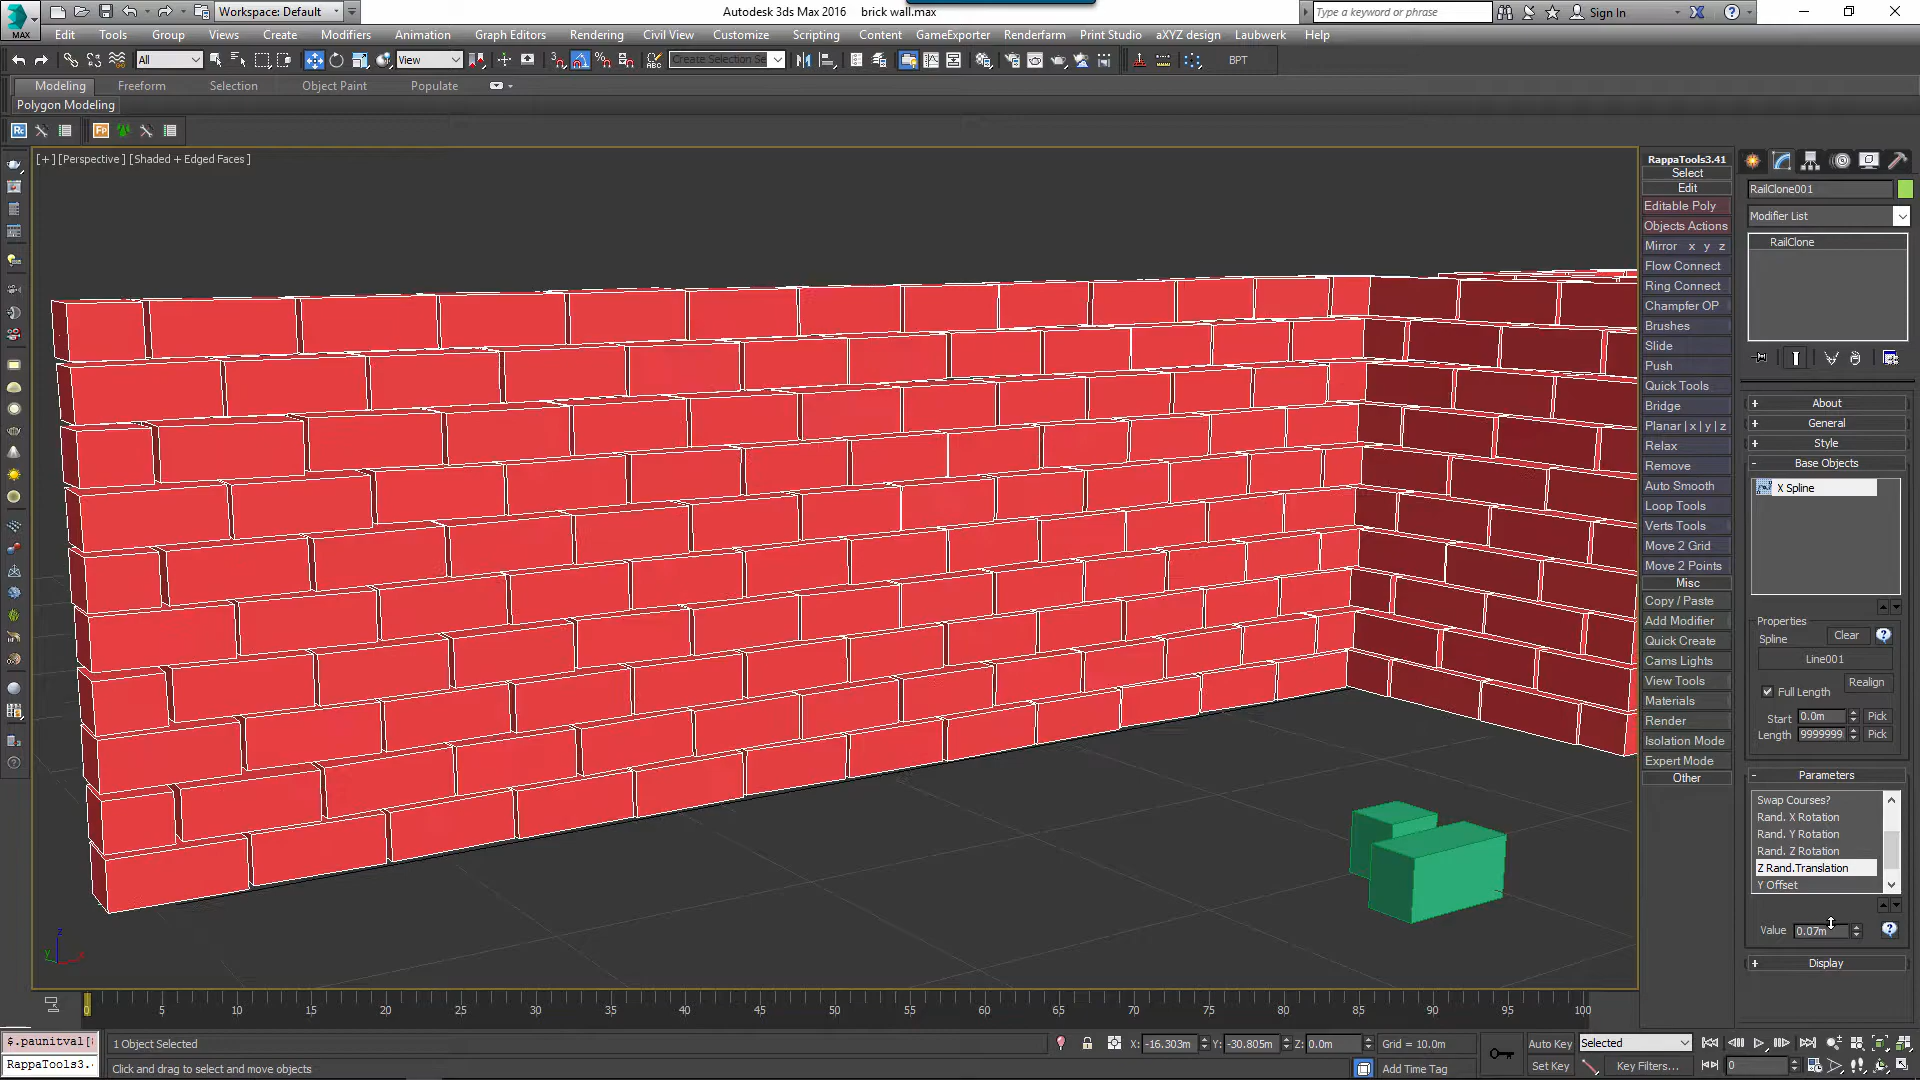 MAX
Workspace: Default
Autodesk 3ds Max 2016    brick wall.max
Type a keyword or phrase
Sign In
Edit Tools Group Views Create Modifiers Animation Graph Editors Rendering Civil View Customize Scripting Content GameExporter Renderfarm Print Studio aXYZ design Laubwerk Help
All
View
Create Selection Se
BPT
Modeling Freeform Selection Object Paint Populate
Polygon Modeling
Rc
Fp
[+] [Perspective] [Shaded + Edged Faces]
RappaTools3.41
Select
Edit
Editable Poly
Objects Actions
Mirror x y z
Flow Connect
Ring Connect
Champfer OP
Brushes
Slide
Push
Quick Tools
Bridge
Planar | x | y | z
Relax
Remove
Auto Smooth
Loop Tools
Verts Tools
Move 2 Grid
Move 2 Points
Misc
Copy / Paste
Add Modifier
Quick Create
Cams Lights
View Tools
Materials
Render
Isolation Mode
Expert Mode
Other
RailClone001
Modifier List
RailClone
+ About
+ General
+ Style
- Base Objects
X Spline
Properties
Spline Clear
Line001
Full Length Realign
Start 0.0m Pick
Length 9999999 Pick
- Parameters
Swap Courses?
Rand. X Rotation
Rand. Y Rotation
Rand. Z Rotation
Z Rand.Translation
Y Offset
Value 0.07m
+ Display
z
y
x
0 5 10 15 20 25 30 35 40 45 50 55 60 65 70 75 80 85 90 95 100
$.paunitval[
1 Object Selected
X: -16.303m Y: -30.805m Z: 0.0m
Grid = 10.0m
Auto Key
Selected
RappaTools3.
Click and drag to select and move objects
Add Time Tag
Set Key
Key Filters...
0